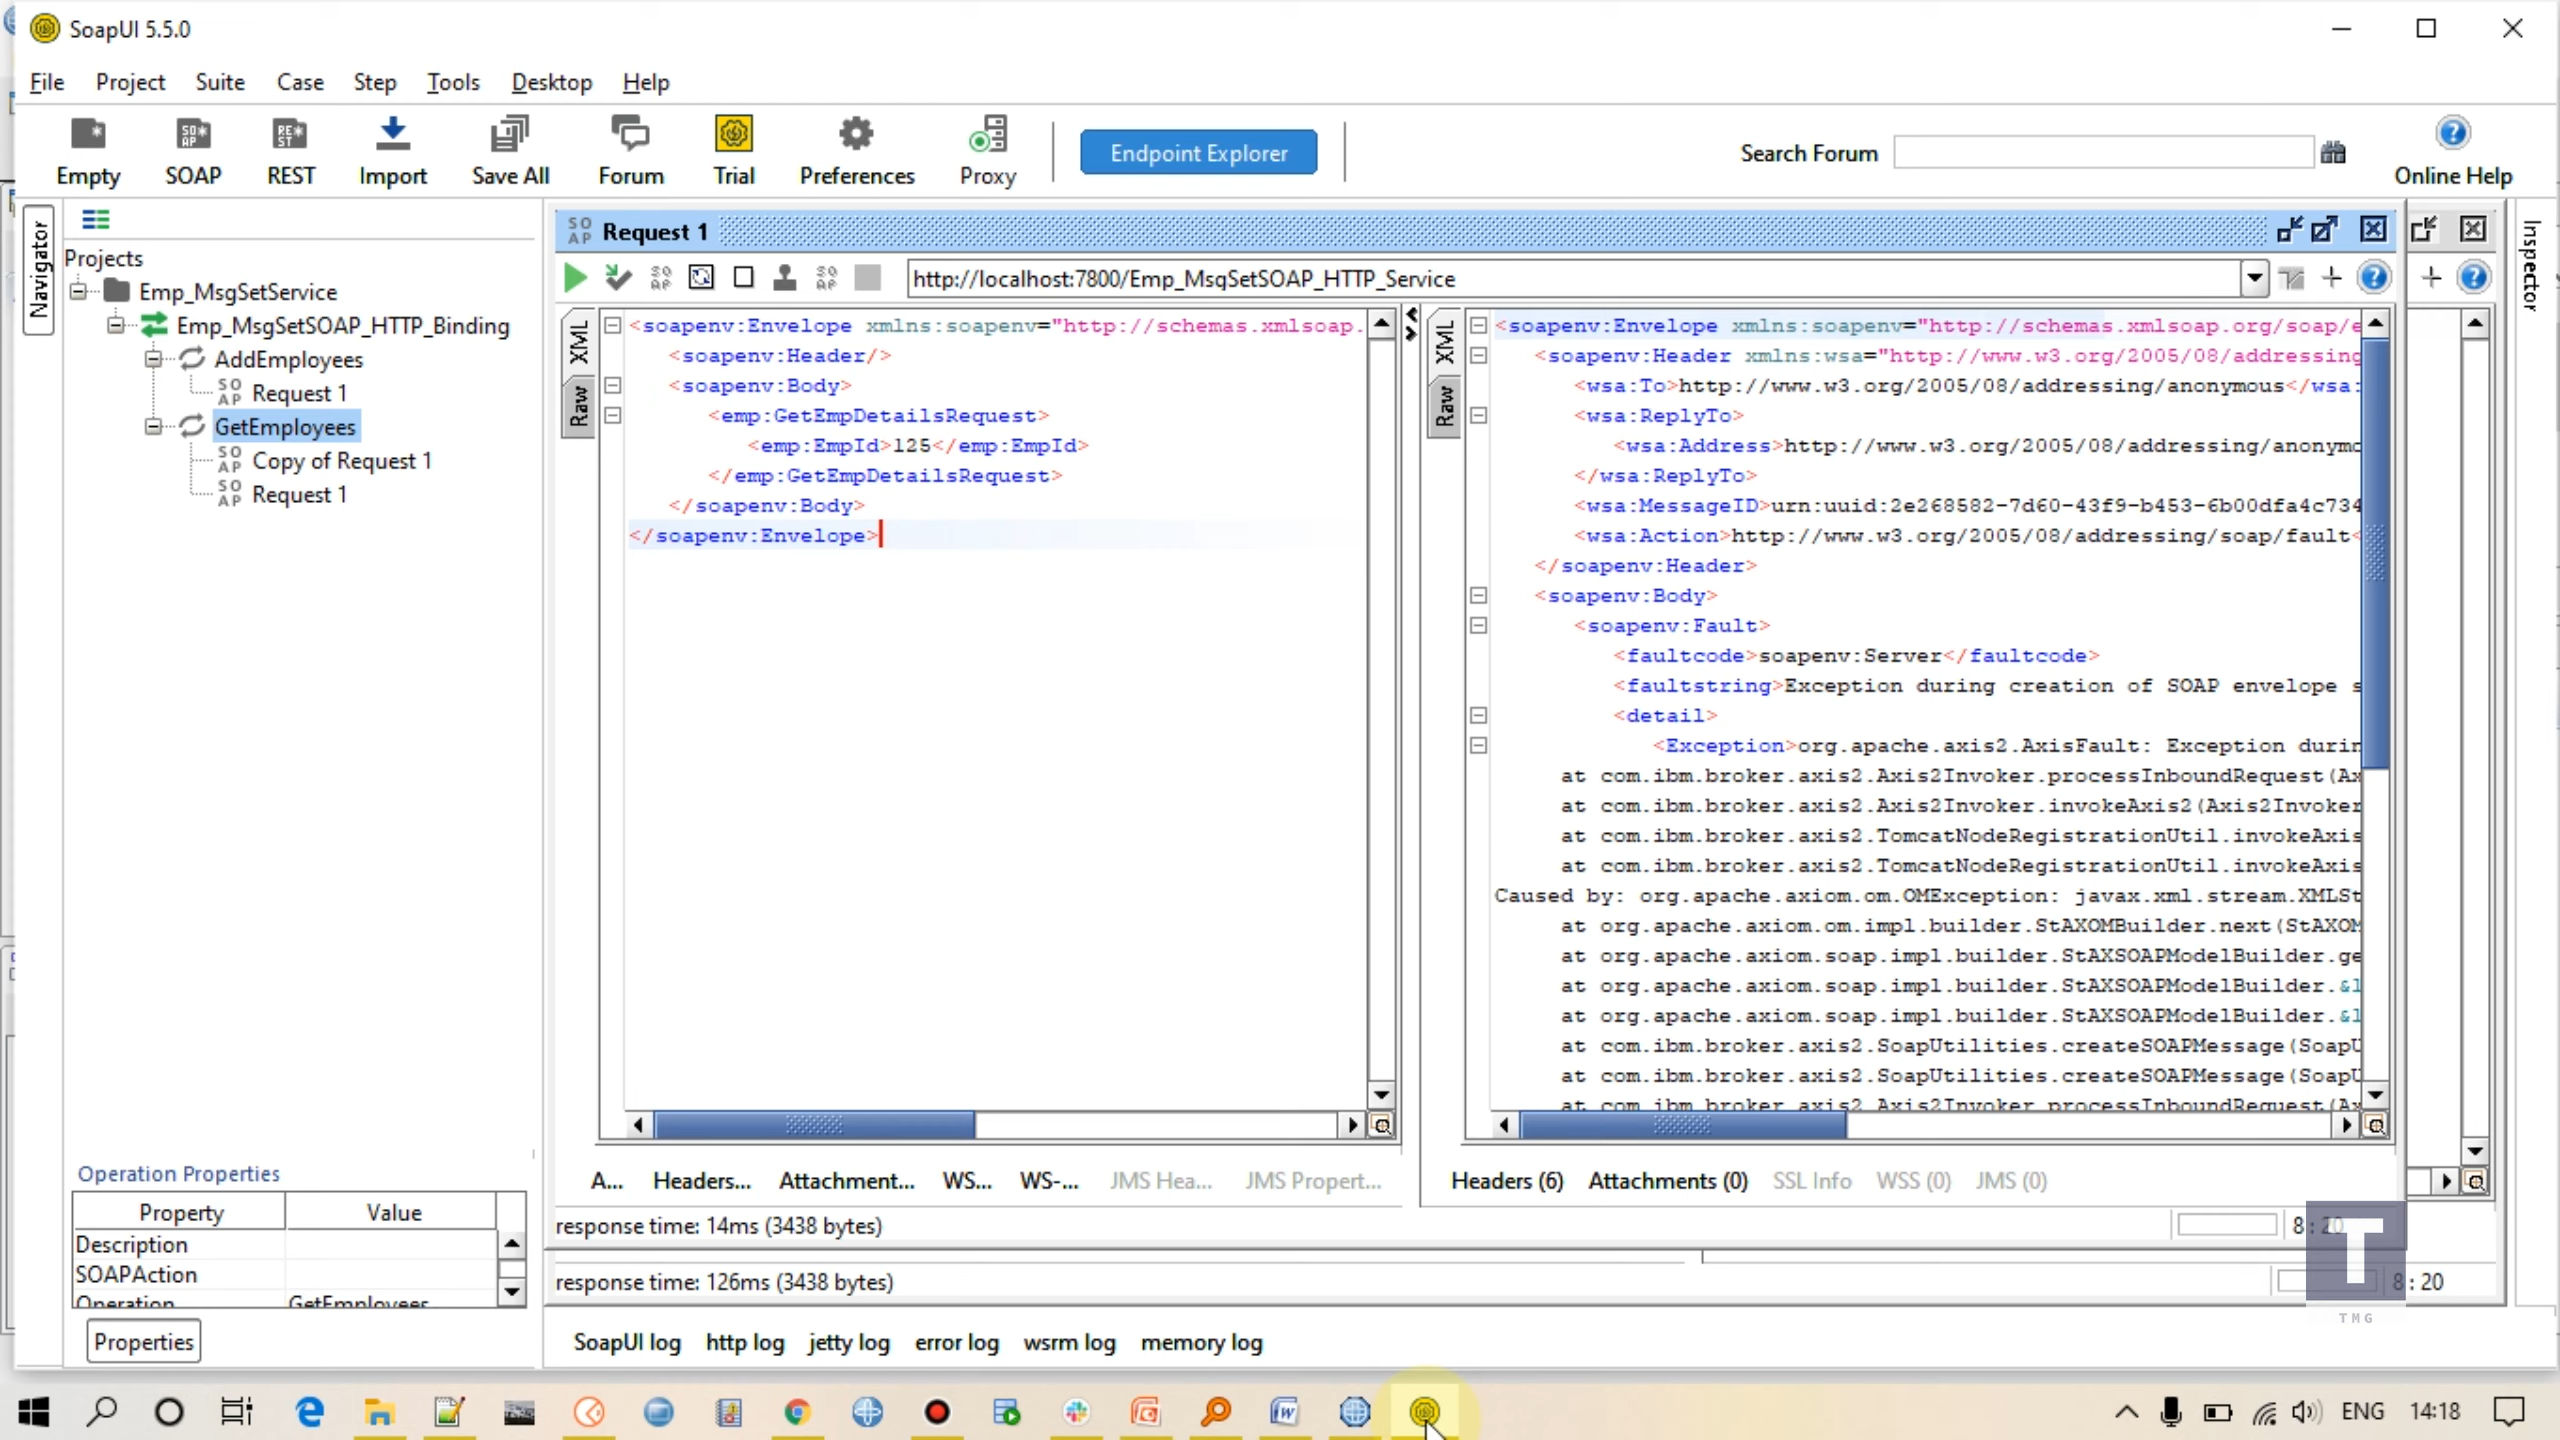 SoapUI 5.5.0
File Project Suite Case Step Tools Desktop Help
Empty SOAP REST Import Save All Forum Trial Preferences Proxy
Endpoint Explorer
Search Forum
Online Help
Navigator
Projects
Emp_MsgSetService
Emp_MsgSetSOAP_HTTP_Binding
AddEmployees
Request 1
GetEmployees
Copy of Request 1
Request 1
Operation Properties
Property Value
Description
SOAPAction
Operation GetEmployees
Properties
Request 1
http://localhost:7800/Emp_MsgSetSOAP_HTTP_Service
XML
Raw
<soapenv:Envelope xmlns:soapenv="http://schemas.xmlsoap.
<soapenv:Header/>
<soapenv:Body>
<emp:GetEmpDetailsRequest>
<emp:EmpId>125</emp:EmpId>
</emp:GetEmpDetailsRequest>
</soapenv:Body>
</soapenv:Envelope>
A... Headers... Attachment... WS... WS-... JMS Hea... JMS Propert...
XML
Raw
<soapenv:Envelope xmlns:soapenv="http://schemas.xmlsoap.org/soap/e
<soapenv:Header xmlns:wsa="http://www.w3.org/2005/08/addressing
<wsa:To>http://www.w3.org/2005/08/addressing/anonymous</wsa:
<wsa:ReplyTo>
<wsa:Address>http://www.w3.org/2005/08/addressing/anonymo
</wsa:ReplyTo>
<wsa:MessageID>urn:uuid:2e268582-7d60-43f9-b453-6b00dfa4c734
<wsa:Action>http://www.w3.org/2005/08/addressing/soap/fault<
</soapenv:Header>
<soapenv:Body>
<soapenv:Fault>
<faultcode>soapenv:Server</faultcode>
<faultstring>Exception during creation of SOAP envelope s
<detail>
<Exception>org.apache.axis2.AxisFault: Exception durin
at com.ibm.broker.axis2.Axis2Invoker.processInboundRequest(Ax
at com.ibm.broker.axis2.Axis2Invoker.invokeAxis2(Axis2Invoker
at com.ibm.broker.axis2.TomcatNodeRegistrationUtil.invokeAxis
at com.ibm.broker.axis2.TomcatNodeRegistrationUtil.invokeAxis
Caused by: org.apache.axiom.om.OMException: javax.xml.stream.XMLSt
at org.apache.axiom.om.impl.builder.StAXOMBuilder.next(StAXOM
at org.apache.axiom.soap.impl.builder.StAXSOAPModelBuilder.ge
at org.apache.axiom.soap.impl.builder.StAXSOAPModelBuilder.&l
at org.apache.axiom.soap.impl.builder.StAXSOAPModelBuilder.&l
at com.ibm.broker.axis2.SoapUtilities.createSOAPMessage(SoapU
at com.ibm.broker.axis2.SoapUtilities.createSOAPMessage(SoapU
at com.ibm.broker.axis2.Axis2Invoker.processInboundRequest(Ax
Headers (6) Attachments (0) SSL Info WSS (0) JMS (0)
response time: 14ms (3438 bytes)
8 : 20
response time: 126ms (3438 bytes)
8 : 20
SoapUI log http log jetty log error log wsrm log memory log
Inspector
T
TMG
ENG 14:18